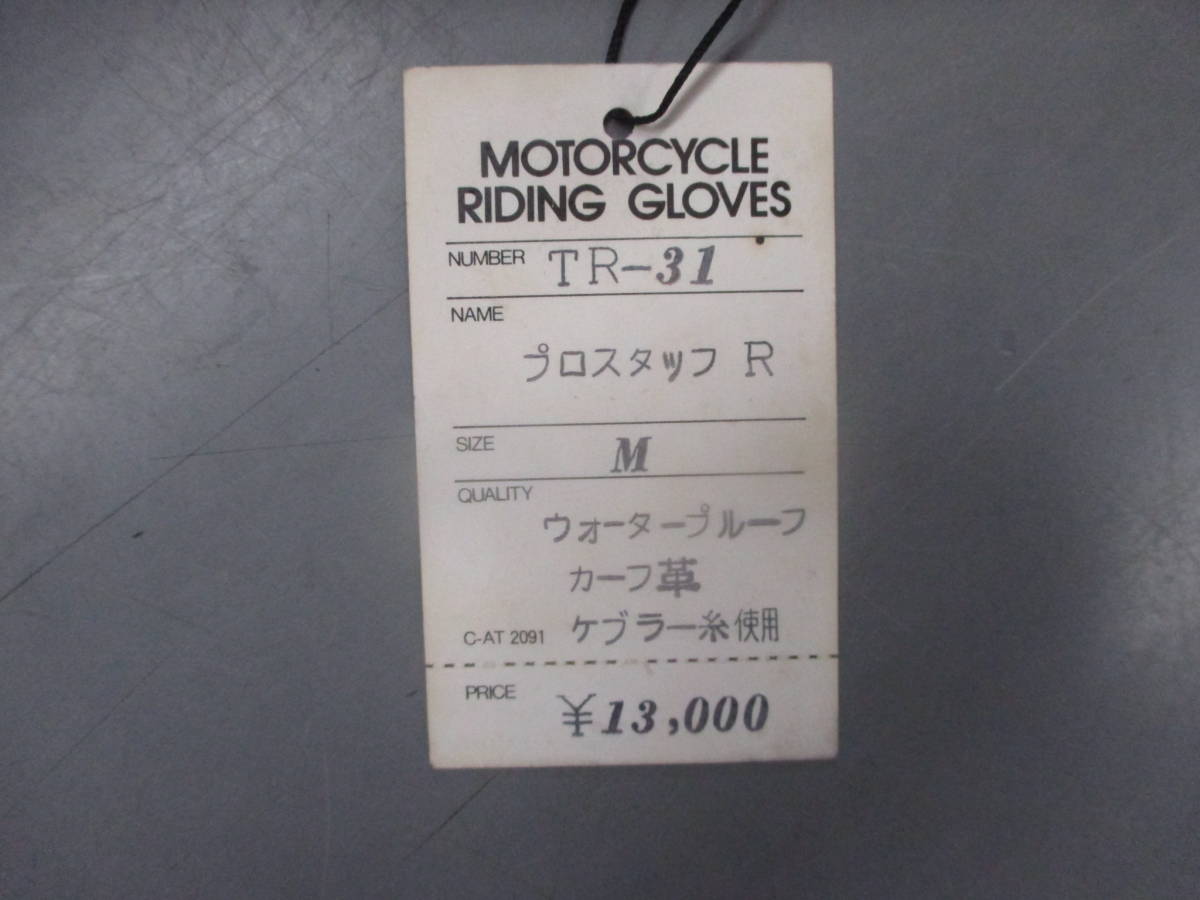 MOTORCYCLE
RIDING GLOVES
NUMBER TR-31
NAME
プロスタッフ R
SIZE M
QUALITY
ウォータープルーフ
カーフ革
C-AT 2091 ケブラー糸使用
PRICE ¥13,000